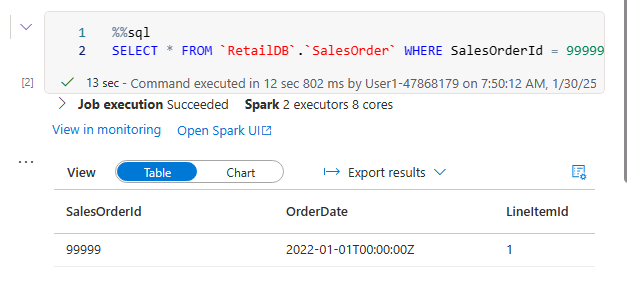 1 %%sql
2 SELECT * FROM `RetailDB`.`SalesOrder` WHERE SalesOrderId = 99999
[2] 13 sec - Command executed in 12 sec 802 ms by User1-47868179 on 7:50:12 AM, 1/30/25
Job execution Succeeded Spark 2 executors 8 cores
View in monitoring Open Spark UI
View Table Chart Export results
SalesOrderId OrderDate LineItemId
99999 2022-01-01T00:00:00Z 1